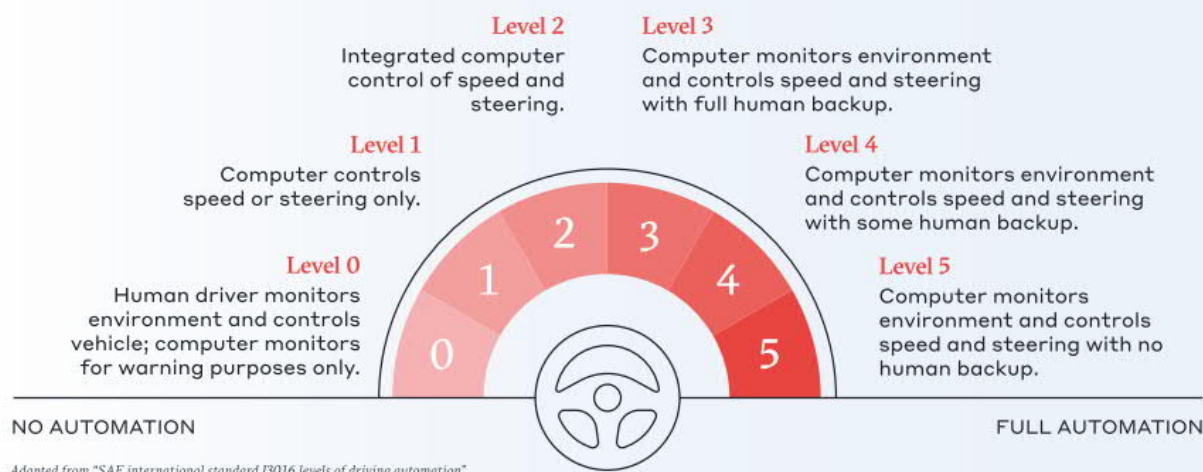 Level 2
Integrated computer
control of speed and
steering.
Level 3
Computer monitors environment
and controls speed and steering
with full human backup.
Level 1
Computer controls
speed or steering only.
Level 4
Computer monitors environment
and controls speed and steering
with some human backup.
Level 0
Human driver monitors
environment and controls
vehicle; computer monitors
for warning purposes only.
Level 5
Computer monitors
environment and controls
speed and steering with no
human backup.
0
1
2
3
4
5
NO AUTOMATION
FULL AUTOMATION
Adapted from "SAE international standard J3016 levels of driving automation"